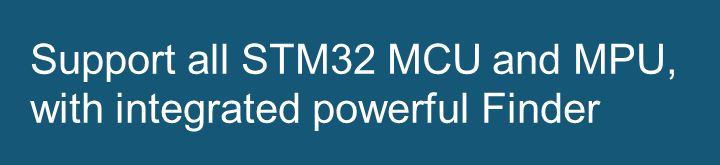 Support all STM32 MCU and MPU,
with integrated powerful Finder